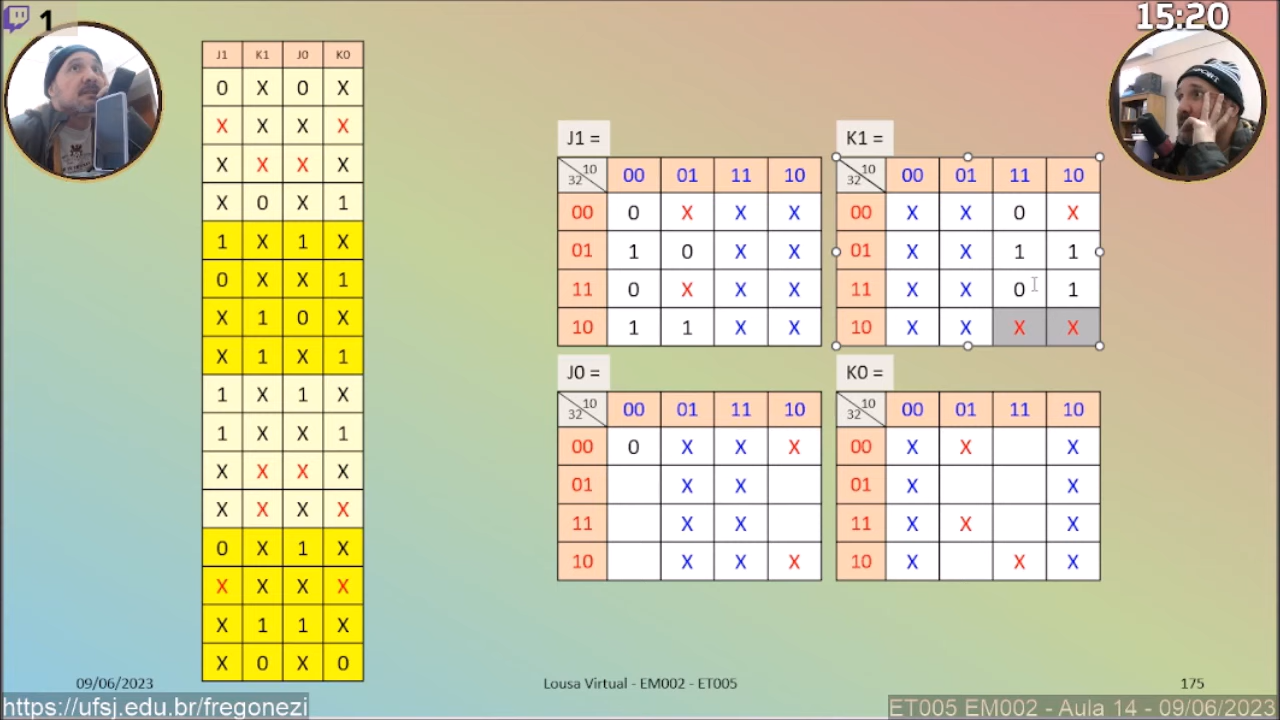 1
15:20
J1 K1 J0 K0
0 X 0 X
X X X X
X X X X
X 0 X 1
1 X 1 X
0 X X 1
X 1 0 X
X 1 X 1
1 X 1 X
1 X X 1
X X X X
X X X X
0 X 1 X
X X X X
X 1 1 X
X 0 X 0
J1 =
10
32
00 01 11 10
00 0 X X X
01 1 0 X X
11 0 X X X
10 1 1 X X
K1 =
10
32
00 01 11 10
00 X X 0 X
01 X X 1 1
11 X X 0 1
10 X X X X
J0 =
10
32
00 01 11 10
00 0 X X X
01 X X
11 X X
10 X X X
K0 =
10
32
00 01 11 10
00 X X X
01 X X
11 X X X
10 X X X
09/06/2023
Lousa Virtual - EM002 - ET005
175
https://ufsj.edu.br/fregonezi
ET005 EM002 - Aula 14 - 09/06/2023